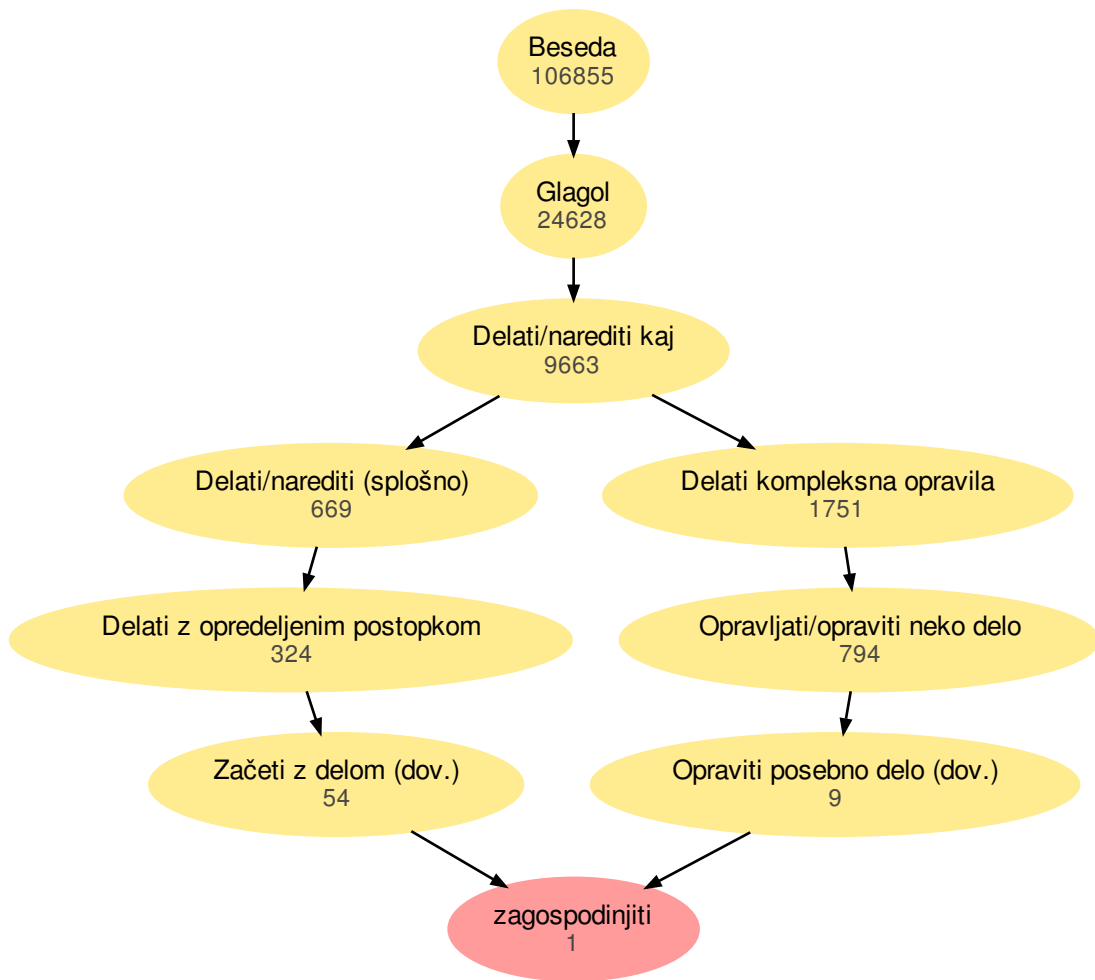 Beseda
106855
Glagol
24628
Delati/narediti kaj
9663
Delati/narediti (splošno)
669
Delati kompleksna opravila
1751
Delati z opredeljenim postopkom
324
Opravljati/opraviti neko delo
794
Začeti z delom (dov.)
54
Opraviti posebno delo (dov.)
9
zagospodinjiti
1